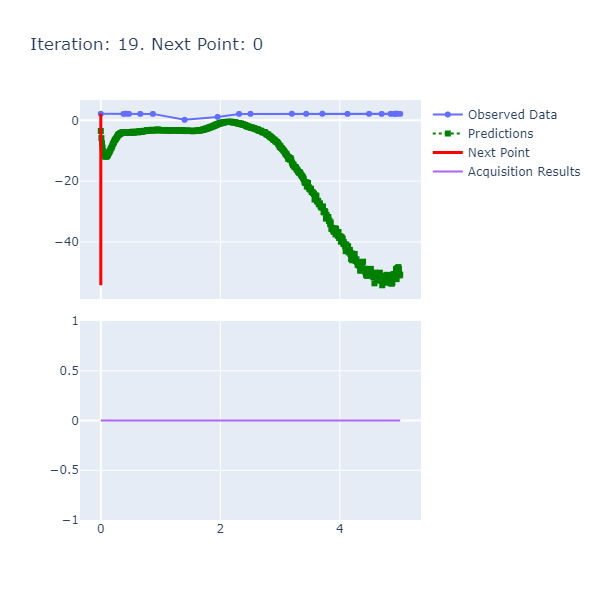 Iteration: 19. Next Point: 0
Observed Data
Predictions
Next Point
Acquisition Results
0
−20
−40
1
0.5
0
−0.5
−1
0
2
4